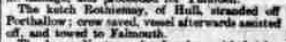 The ketch Rothiemay, of Hull, stranded off
Porthallow; crew saved, vessel afterwards assisted
off, and towed to Falmouth.